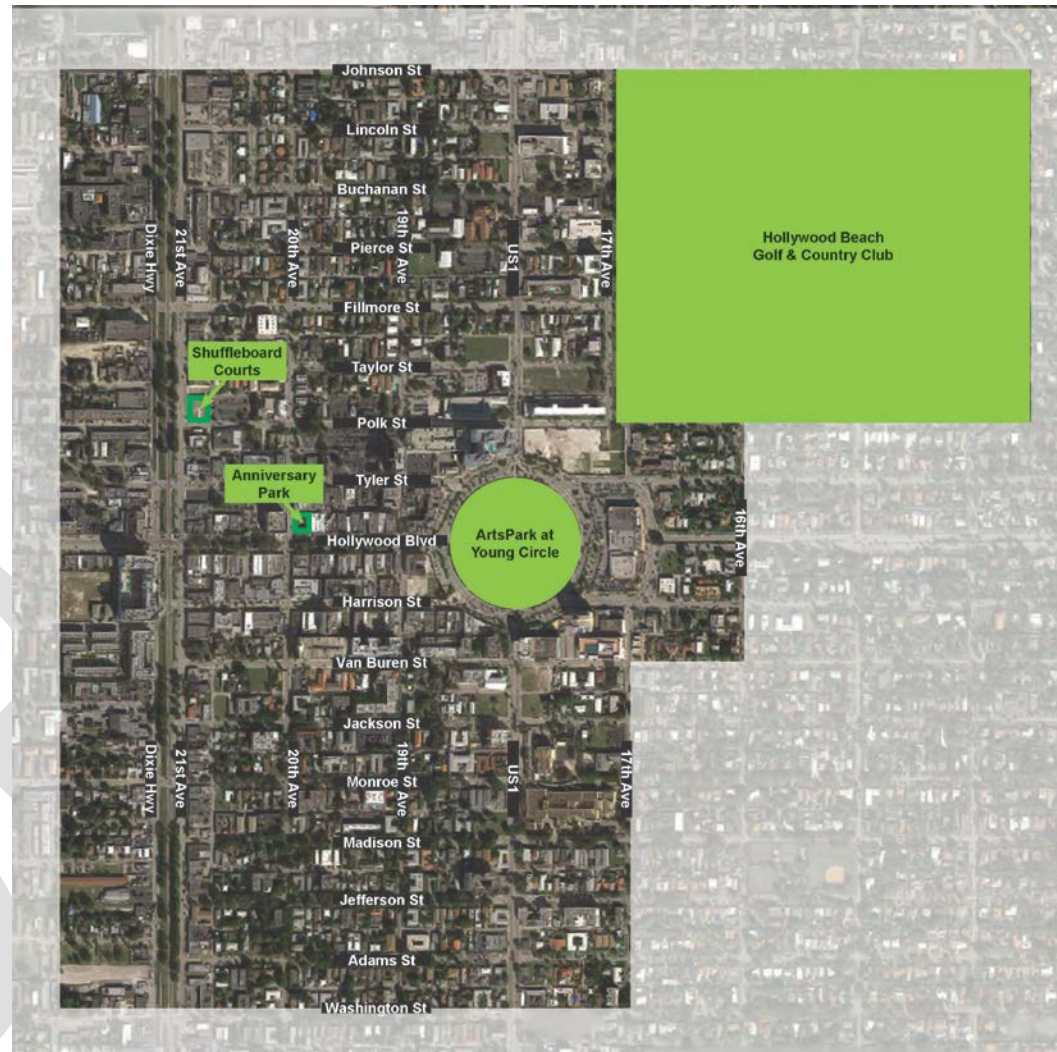 Johnson St
Lincoln St
Buchanan St
Dixie Hwy
21st Ave
20th Ave
19th Ave
US1
17th Ave
Pierce St
Hollywood Beach
Golf & Country Club
Fillmore St
Shuffleboard
Courts
Taylor St
Polk St
Anniversary
Park
Tyler St
Hollywood Blvd
ArtsPark at
Young Circle
16th Ave
Harrison St
Van Buren St
Jackson St
Dixie Hwy
21st Ave
20th Ave
19th Ave
US1
17th Ave
Monroe St
Madison St
Jefferson St
Adams St
Washington St